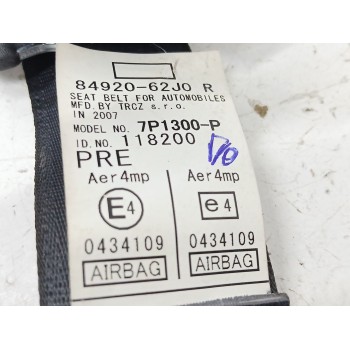 84920-62J0 R
SEAT BELT FOR AUTOMOBILES
MFD. BY TRCZ s.r.o.
IN 2007
MODEL NO. 7P1300-P
ID.NO. 118200
PRE
Aer4mp Aer4mp
E4 e4
0434109 0434109
AIRBAG AIRBAG